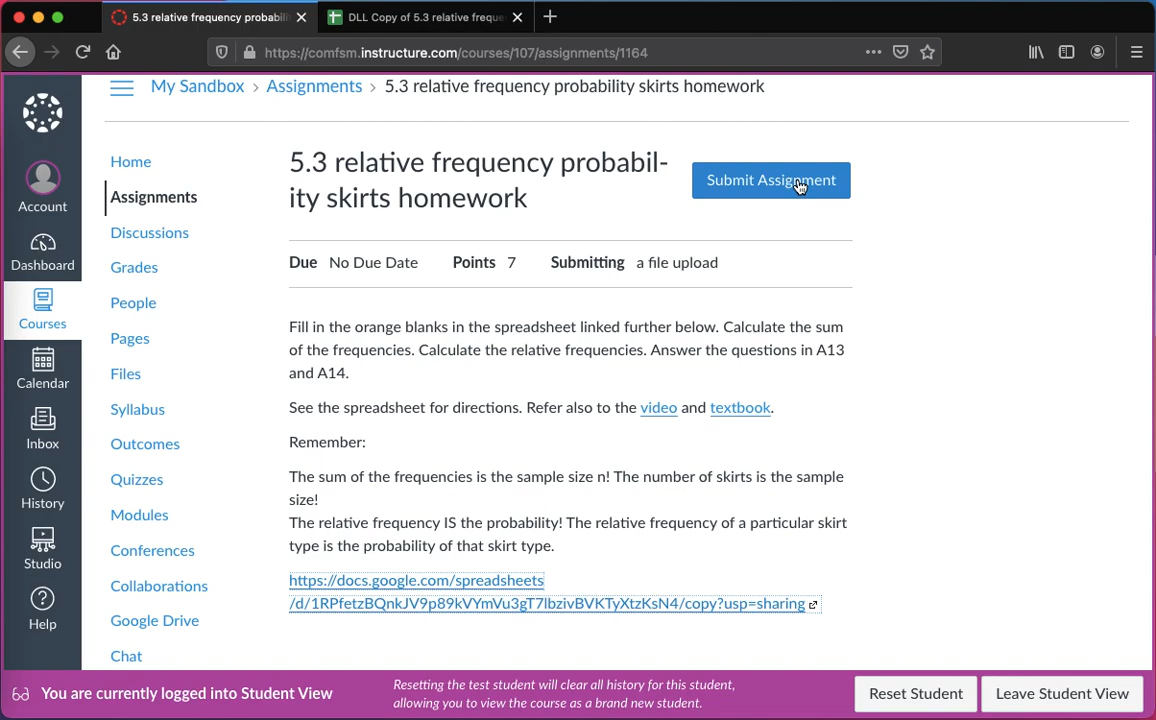 5.3 relative frequency probabili
DLL Copy of 5.3 relative freque
https://comfsm.instructure.com/courses/107/assignments/1164
My Sandbox > Assignments > 5.3 relative frequency probability skirts homework
Account
Dashboard
Courses
Calendar
Inbox
History
Studio
Help
Home
Assignments
Discussions
Grades
People
Pages
Files
Syllabus
Outcomes
Quizzes
Modules
Conferences
Collaborations
Google Drive
Chat
5.3 relative frequency probabil-
ity skirts homework
Submit Assignment
Due No Due Date Points 7 Submitting a file upload
Fill in the orange blanks in the spreadsheet linked further below. Calculate the sum
of the frequencies. Calculate the relative frequencies. Answer the questions in A13
and A14.
See the spreadsheet for directions. Refer also to the video and textbook.
Remember:
The sum of the frequencies is the sample size n! The number of skirts is the sample
size!
The relative frequency IS the probability! The relative frequency of a particular skirt
type is the probability of that skirt type.
https://docs.google.com/spreadsheets
/d/1RPfetzBQnkJV9p89kVYmVu3gT7lbzivBVKTyXtzKsN4/copy?usp=sharing
You are currently logged into Student View
Resetting the test student will clear all history for this student,
allowing you to view the course as a brand new student.
Reset Student
Leave Student View